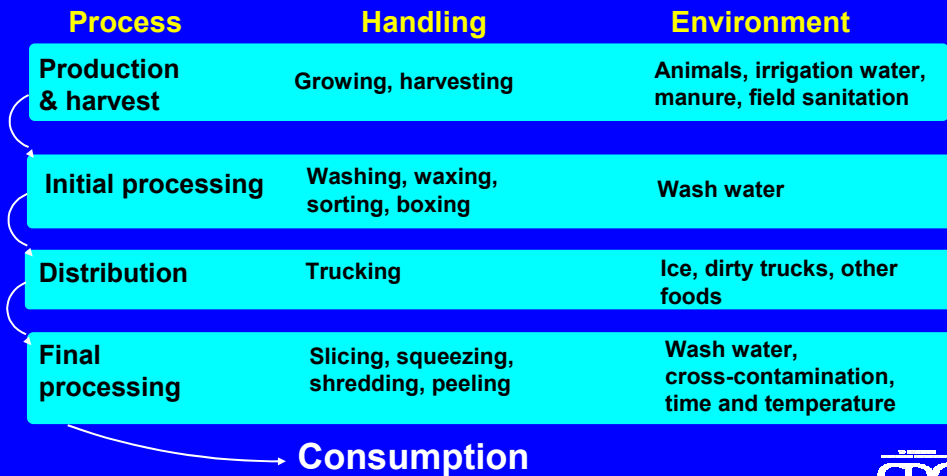 Process Handling Environment
Production
& harvest
Growing, harvesting
Animals, irrigation water,
manure, field sanitation
Initial processing
Washing, waxing,
sorting, boxing
Wash water
Distribution
Trucking
Ice, dirty trucks, other
foods
Final
processing
Slicing, squeezing,
shredding, peeling
Wash water,
cross-contamination,
time and temperature
Consumption